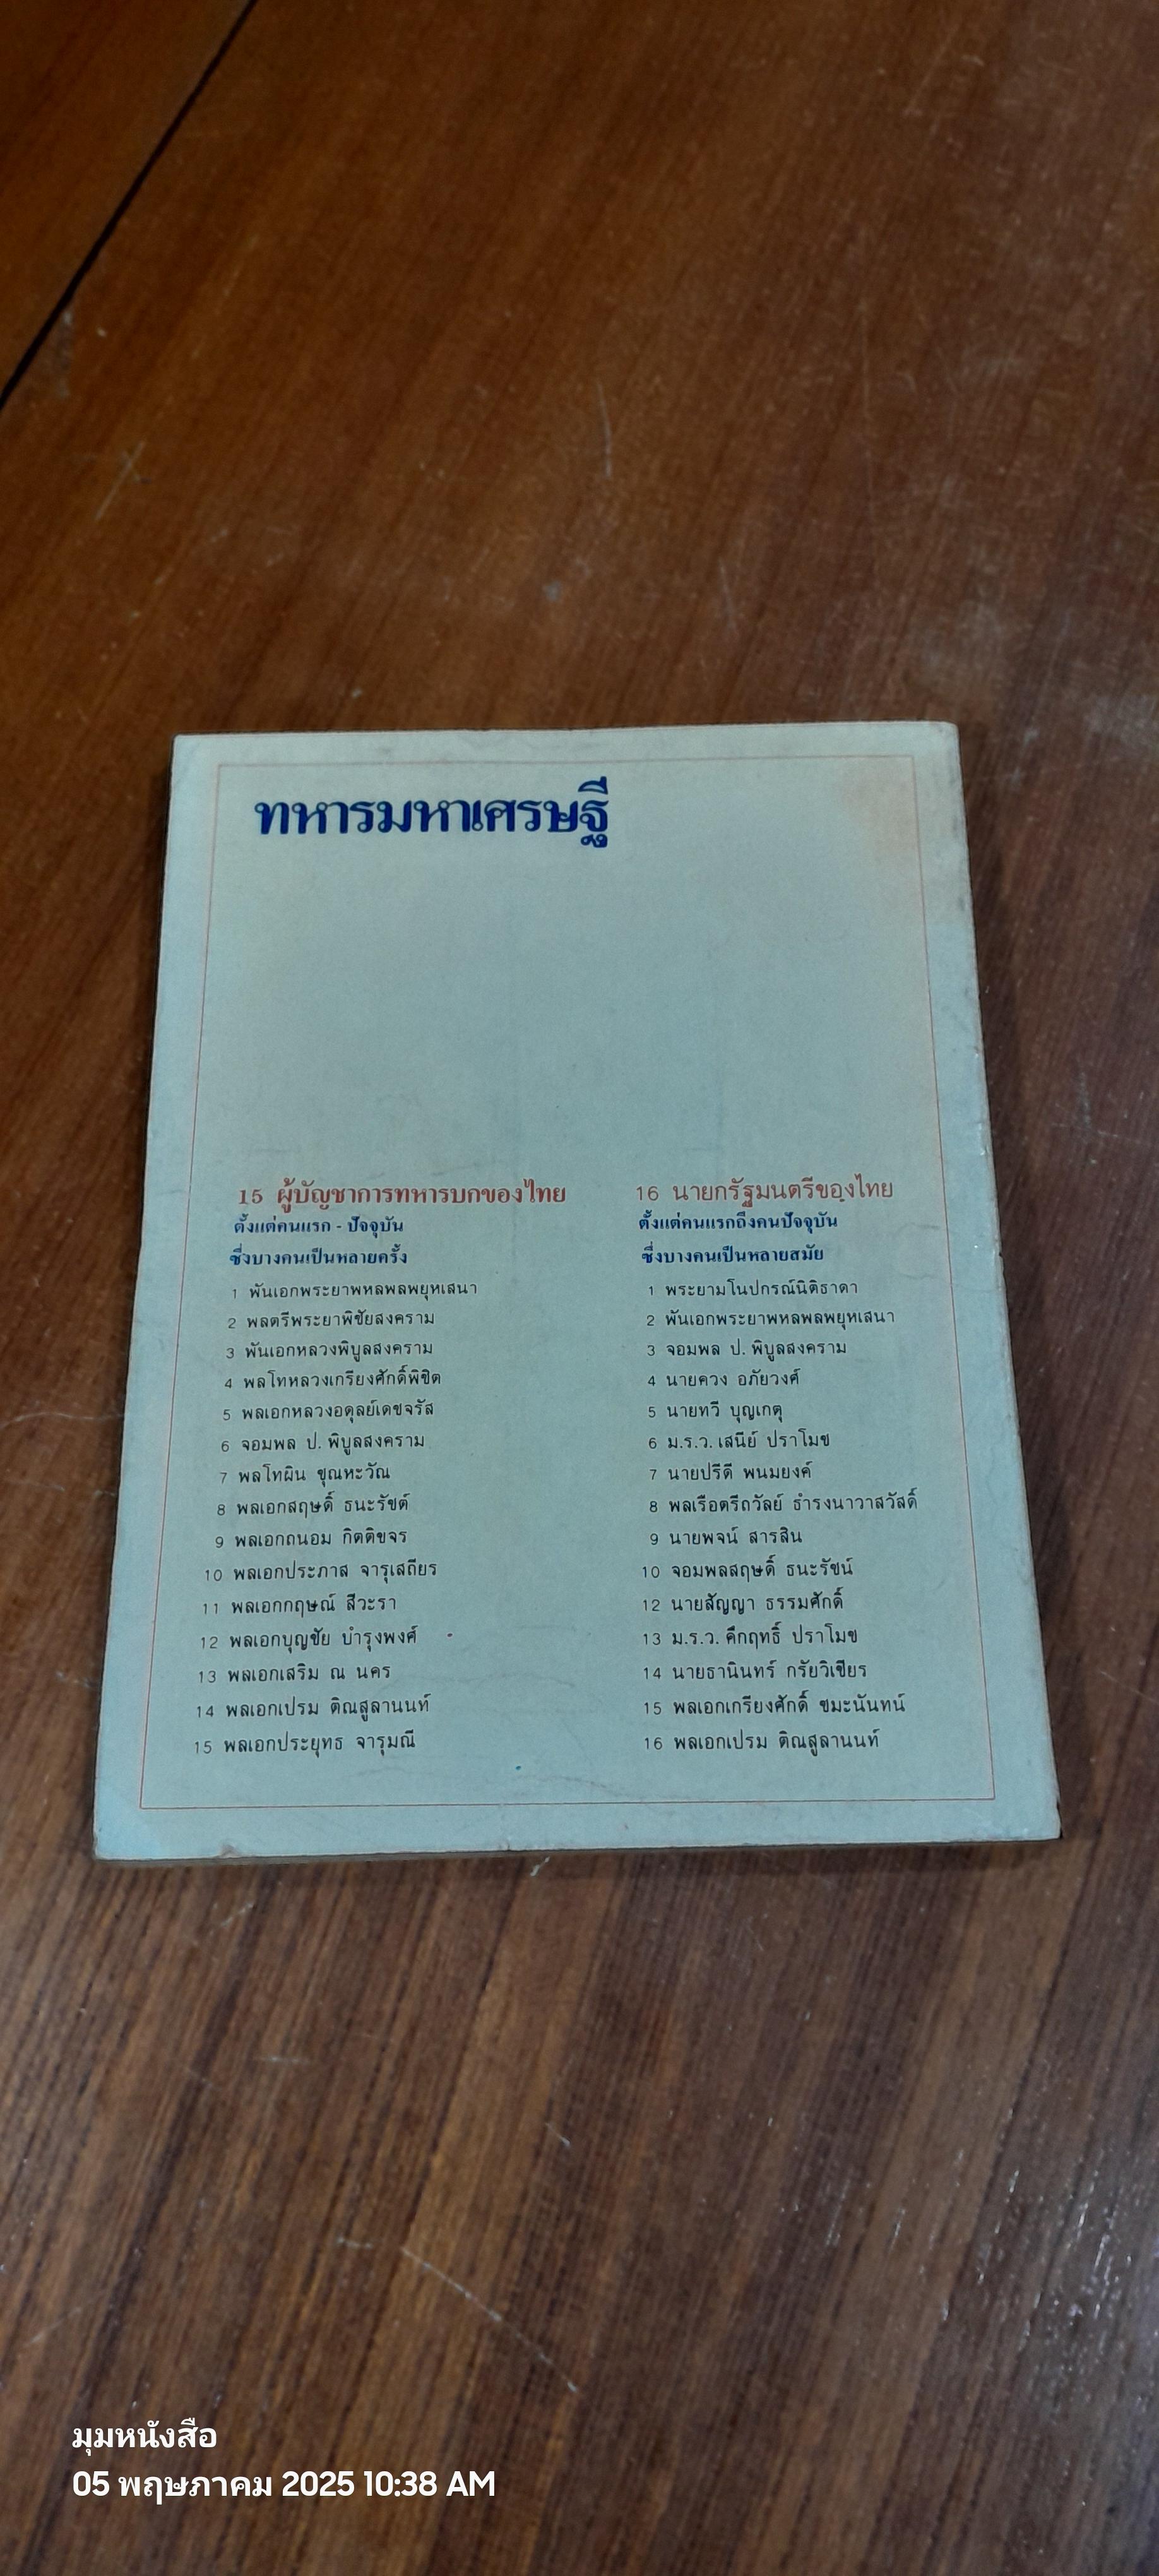 ทหารมหาเศรษฐี
15 ผู้บัญชาการทหารบกของไทย
ตั้งแต่คนแรก - ปัจจุบัน
ซึ่งบางคนเป็นหลายครั้ง
1 พันเอกพระยาพหลพลพยุหเสนา
2 พลตรีพระยาพิชัยสงคราม
3 พันเอกหลวงพิบูลสงคราม
4 พลโทหลวงเกรียงศักดิ์พิชิต
5 พลเอกหลวงอดุลย์เดชจรัส
6 จอมพล ป. พิบูลสงคราม
7 พลโทผิน ชุณหะวัณ
8 พลเอกสฤษดิ์ ธนะรัชต์
9 พลเอกถนอม กิตติขจร
10 พลเอกประภาส จารุเสถียร
11 พลเอกกฤษณ์ สีวะรา
12 พลเอกบุญชัย บำรุงพงศ์
13 พลเอกเสริม ณ นคร
14 พลเอกเปรม ติณสูลานนท์
15 พลเอกประยุทธ จารุมณี
16 นายกรัฐมนตรีของไทย
ตั้งแต่คนแรกถึงคนปัจจุบัน
ซึ่งบางคนเป็นหลายสมัย
1 พระยามโนปกรณ์นิติธาดา
2 พันเอกพระยาพหลพลพยุหเสนา
3 จอมพล ป. พิบูลสงคราม
4 นายควง อภัยวงศ์
5 นายทวี บุญเกตุ
6 ม.ร.ว. เสนีย์ ปราโมช
7 นายปรีดี พนมยงค์
8 พลเรือตรีถวัลย์ ธำรงนาวาสวัสดิ์
9 นายพจน์ สารสิน
10 จอมพลสฤษดิ์ ธนะรัชน์
12 นายสัญญา ธรรมศักดิ์
13 ม.ร.ว. คึกฤทธิ์ ปราโมช
14 นายธานินทร์ กรัยวิเชียร
15 พลเอกเกรียงศักดิ์ ชมะนันทน์
16 พลเอกเปรม ติณสูลานนท์
มุมหนังสือ
05 พฤษภาคม 2025 10:38 AM